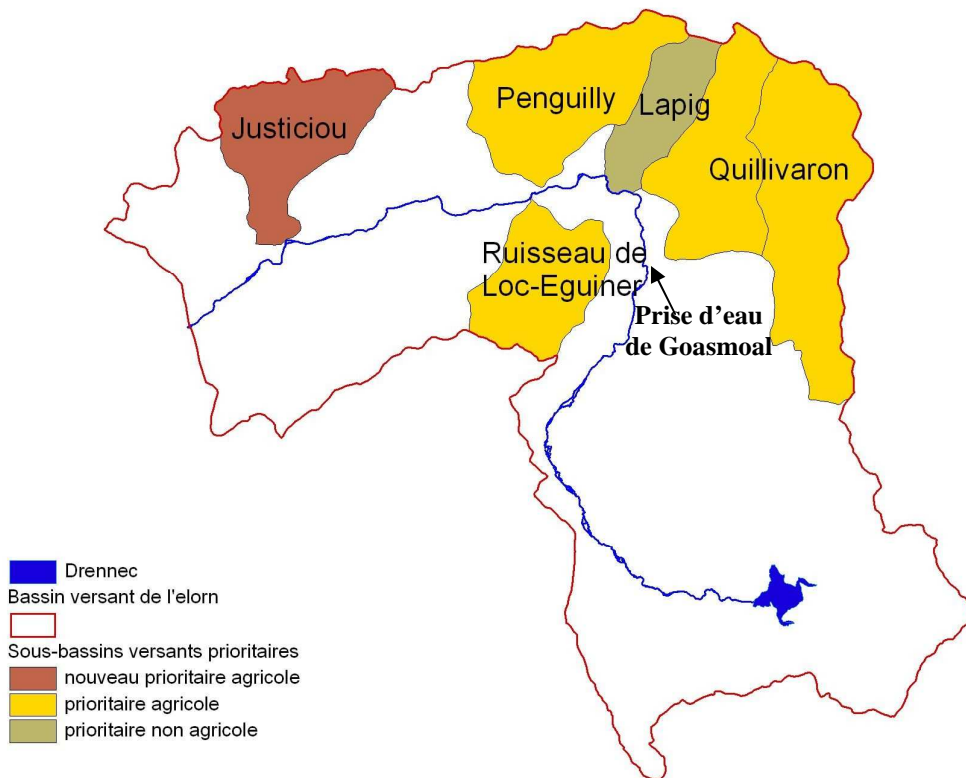 Penguilly
Lapig
Justiciou
Quillivaron
Ruisseau de
Loc-Eguiner
Prise d'eau
de Goasmoal
Drennec
Bassin versant de l'elorn
Sous-bassins versants prioritaires
nouveau prioritaire agricole
prioritaire agricole
prioritaire non agricole